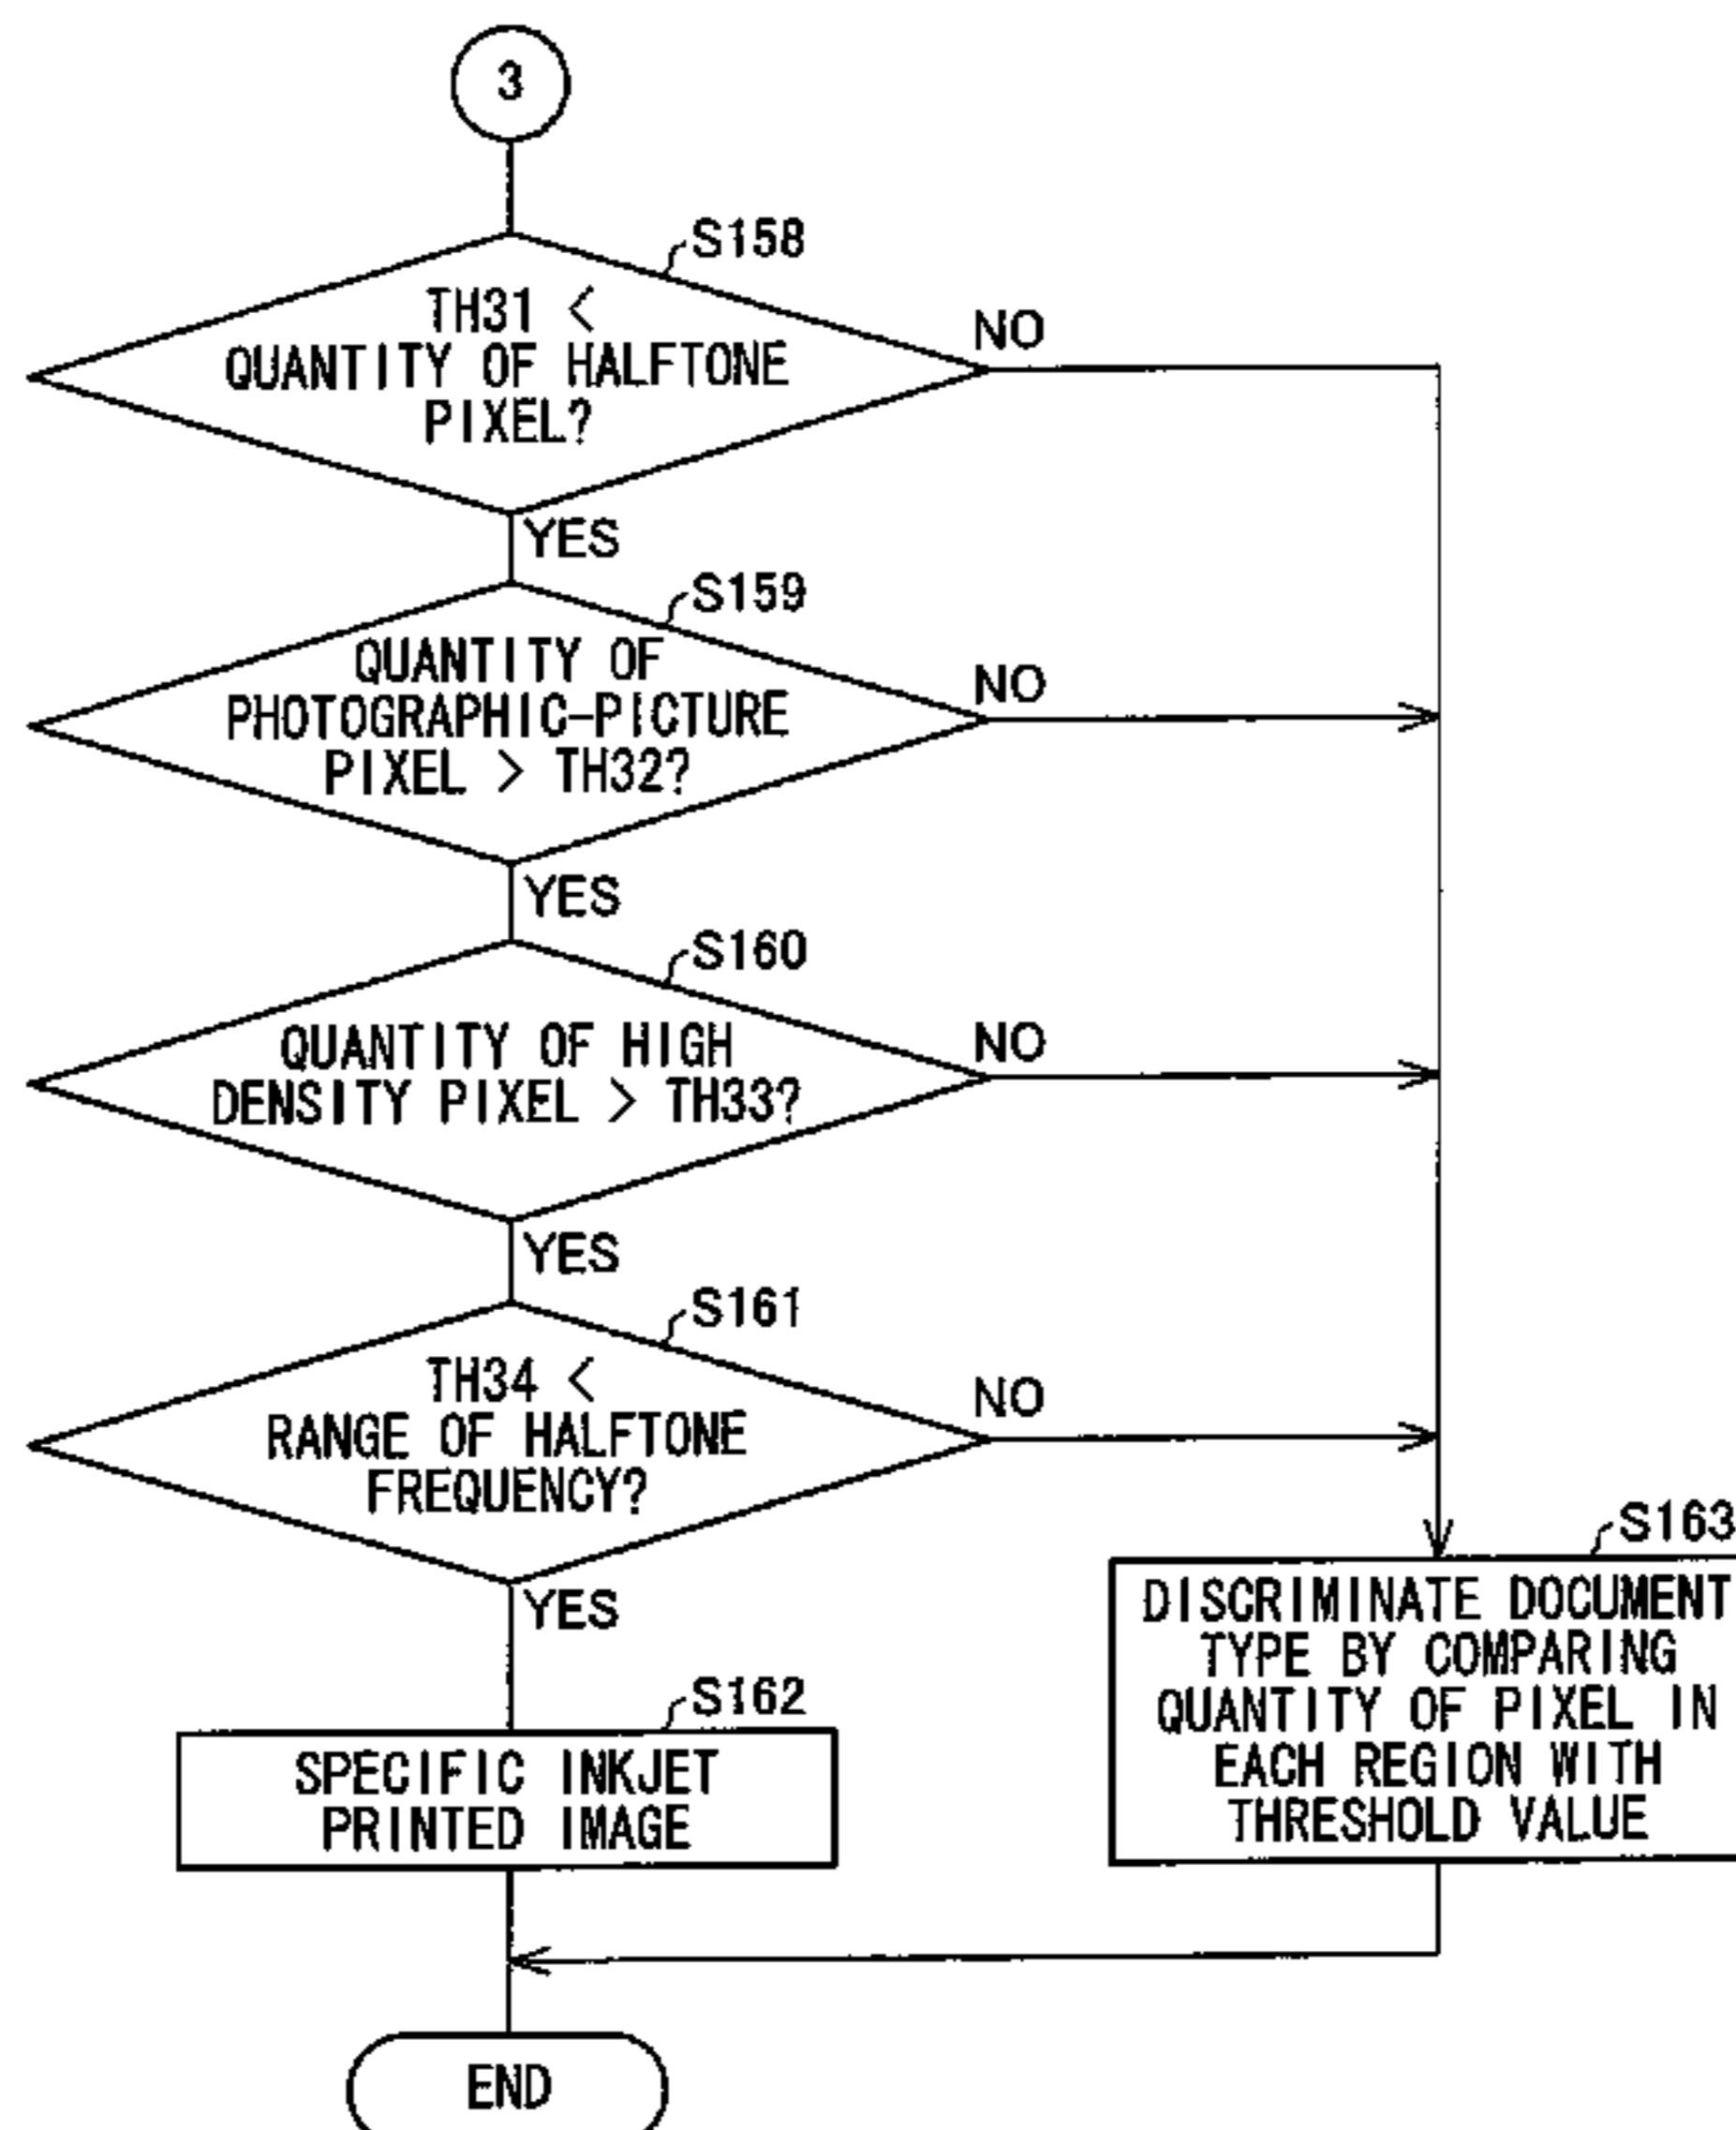 3
S158
TH31 <
QUANTITY OF HALFTONE
PIXEL?
NO
YES
S159
QUANTITY OF
PHOTOGRAPHIC-PICTURE
PIXEL > TH32?
NO
YES
S160
QUANTITY OF HIGH
DENSITY PIXEL > TH33?
NO
YES
S161
TH34 <
RANGE OF HALFTONE
FREQUENCY?
NO
YES
S162
SPECIFIC INKJET
PRINTED IMAGE
S163
DISCRIMINATE DOCUMENT
TYPE BY COMPARING
QUANTITY OF PIXEL IN
EACH REGION WITH
THRESHOLD VALUE
END